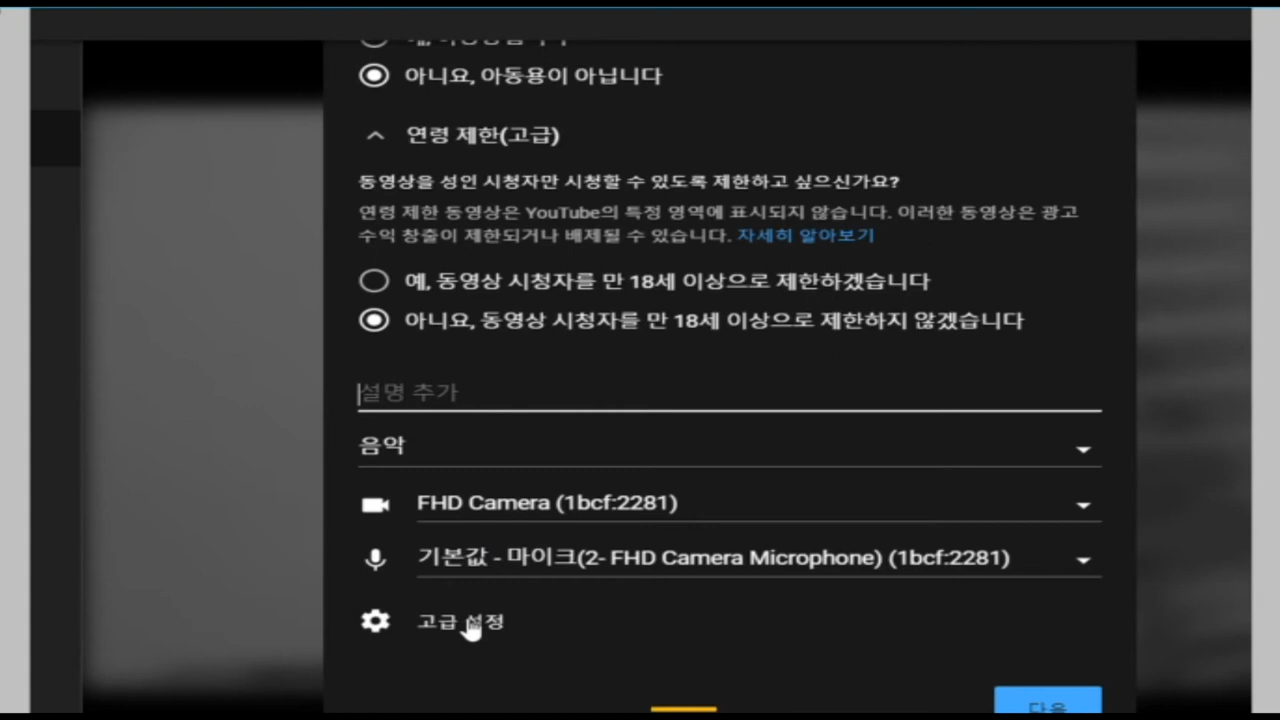 아니요, 아동용이 아닙니다
연령 제한(고급)
동영상을 성인 시청자만 시청할 수 있도록 제한하고 싶으신가요?
연령 제한 동영상은 YouTube의 특정 영역에 표시되지 않습니다. 이러한 동영상은 광고
수익 창출이 제한되거나 배제될 수 있습니다. 자세히 알아보기
예, 동영상 시청자를 만 18세 이상으로 제한하겠습니다
아니요, 동영상 시청자를 만 18세 이상으로 제한하지 않겠습니다
설명 추가
음악
FHD Camera (1bcf:2281)
기본값 - 마이크(2- FHD Camera Microphone) (1bcf:2281)
고급 설정
다음